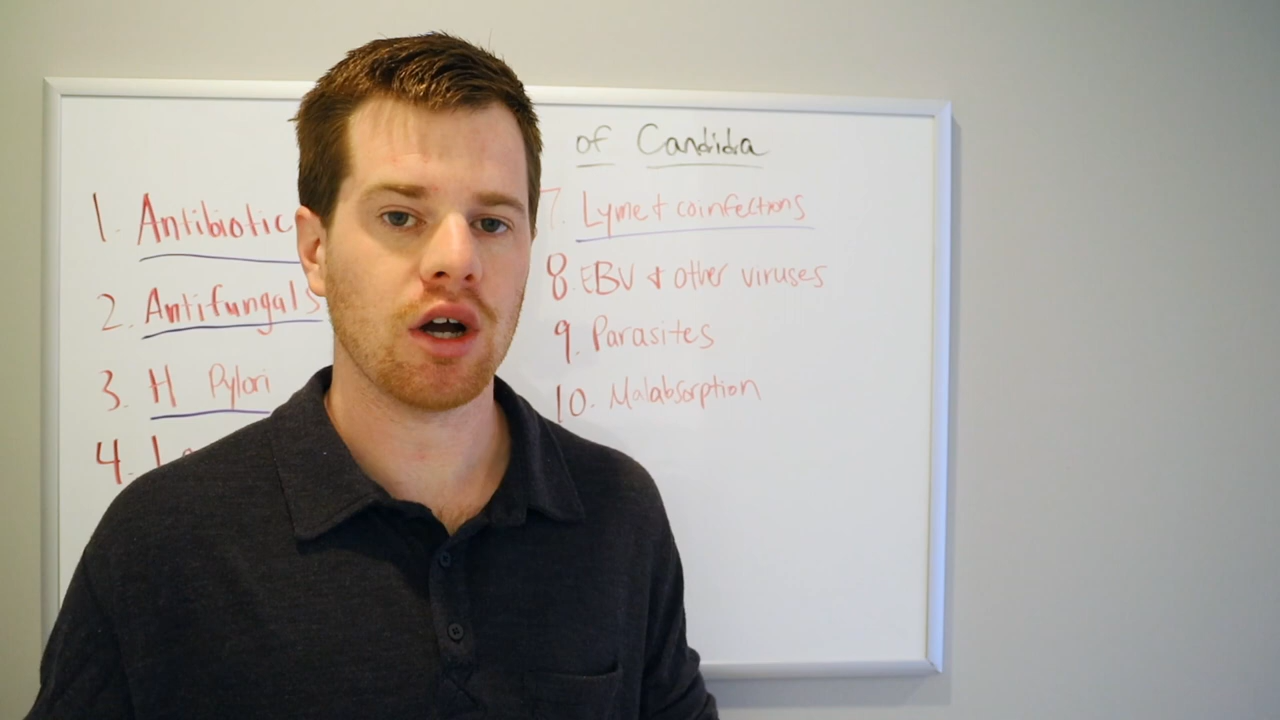 of Candida
1. Antibiotic
2. Antifungals
3. H Pylori
4.
7. Lyme & coinfections
8. EBV & other viruses
9. Parasites
10. Malabsorption